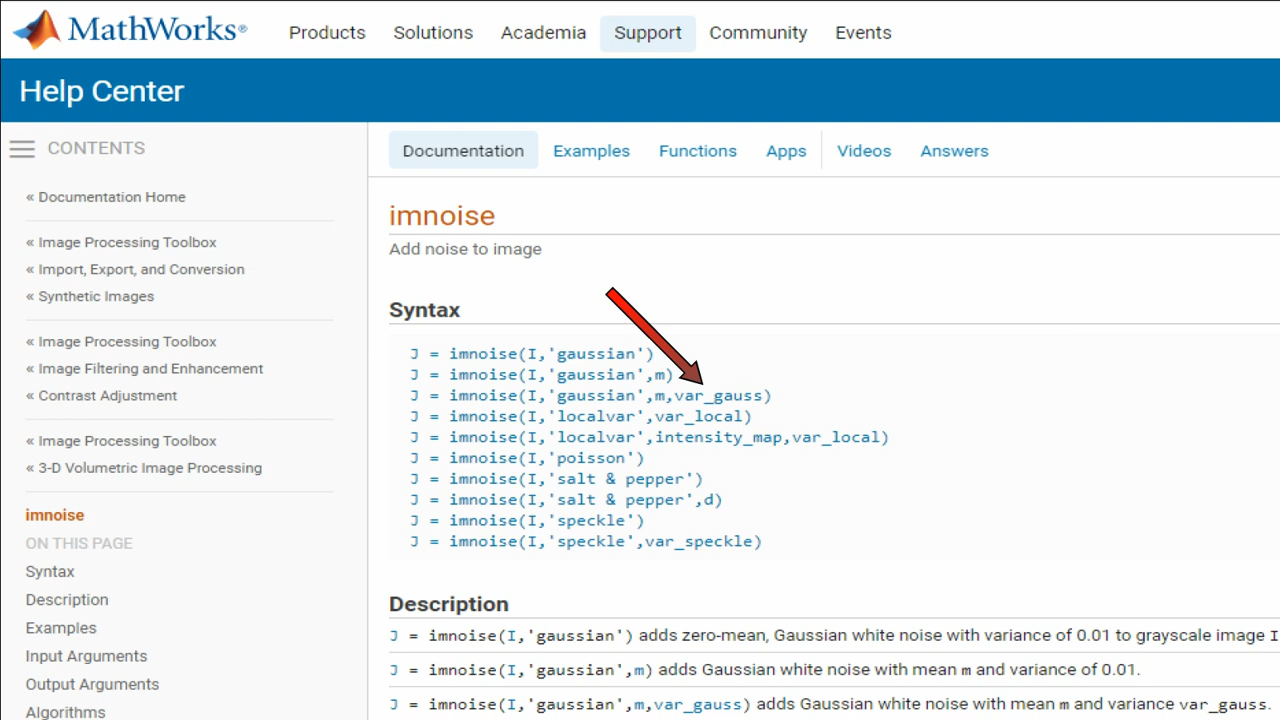 MathWorks®
Products Solutions Academia Support Community Events
Help Center
CONTENTS
« Documentation Home
« Image Processing Toolbox
« Import, Export, and Conversion
« Synthetic Images
« Image Processing Toolbox
« Image Filtering and Enhancement
« Contrast Adjustment
« Image Processing Toolbox
« 3-D Volumetric Image Processing
imnoise
ON THIS PAGE
Syntax
Description
Examples
Input Arguments
Output Arguments
Algorithms
Documentation Examples Functions Apps Videos Answers
imnoise
Add noise to image
Syntax
J = imnoise(I,'gaussian')
J = imnoise(I,'gaussian',m)
J = imnoise(I,'gaussian',m,var_gauss)
J = imnoise(I,'localvar',var_local)
J = imnoise(I,'localvar',intensity_map,var_local)
J = imnoise(I,'poisson')
J = imnoise(I,'salt & pepper')
J = imnoise(I,'salt & pepper',d)
J = imnoise(I,'speckle')
J = imnoise(I,'speckle',var_speckle)
Description
J = imnoise(I,'gaussian') adds zero-mean, Gaussian white noise with variance of 0.01 to grayscale image I
J = imnoise(I,'gaussian',m) adds Gaussian white noise with mean m and variance of 0.01.
J = imnoise(I,'gaussian',m,var_gauss) adds Gaussian white noise with mean m and variance var_gauss.